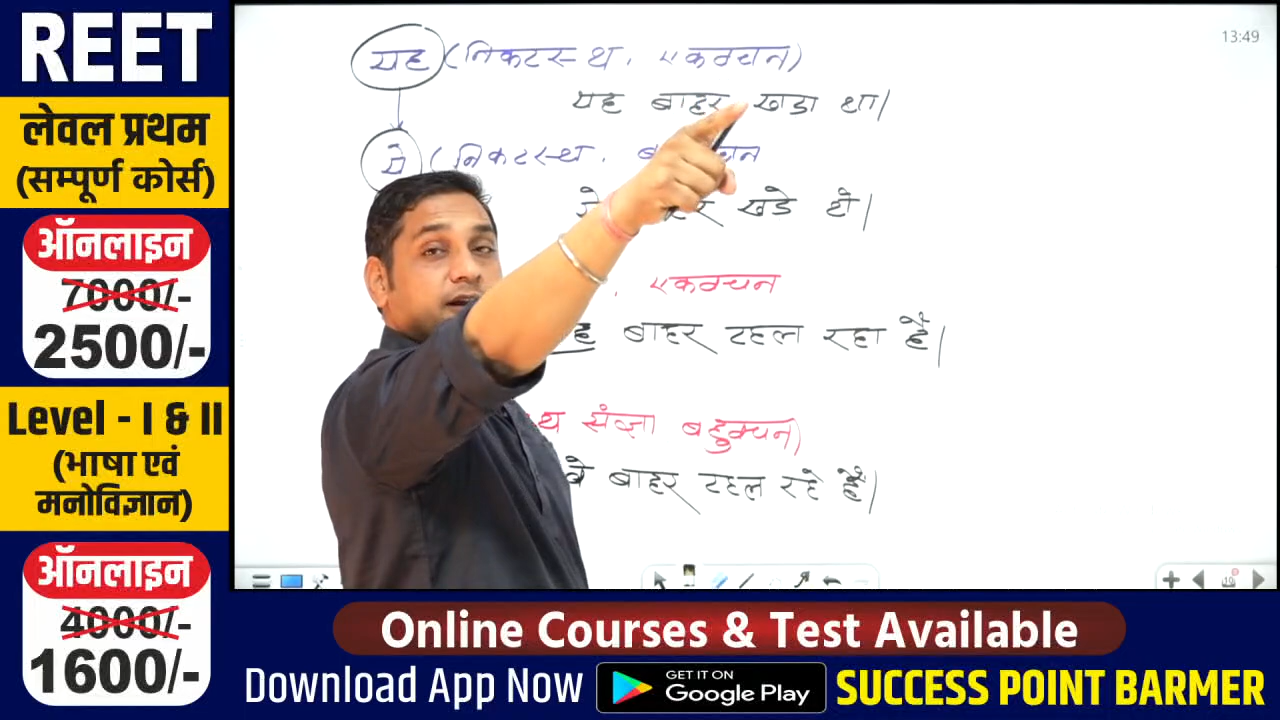 REET
लेवल प्रथम
(सम्पूर्ण कोर्स)
ऑनलाइन
7000/-
2500/-
Level - I & II
(भाषा एवं
मनोविज्ञान)
ऑनलाइन
4000/-
1600/-
13:49
यह (निकटस्थ, एकवचन)
यह बाहर खडा था|
ये (निकटस्थ,
खडे थे|
, एकवचन
बाहर टहल रहा है|
संज्ञा बहुवचन)
वे बाहर टहल रहे हैं|
Online Courses & Test Available
Download App Now
GET IT ON
Google Play
SUCCESS POINT BARMER